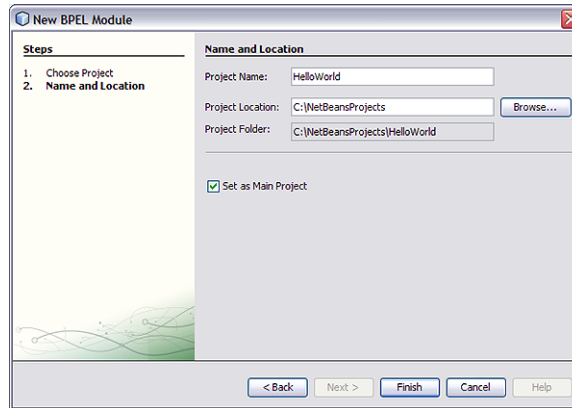 New BPEL Module
Steps
1. Choose Project
2. Name and Location
Name and Location
Project Name: HelloWorld
Project Location: C:\NetBeansProjects Browse...
Project Folder: C:\NetBeansProjects\HelloWorld
Set as Main Project
< Back Next > Finish Cancel Help